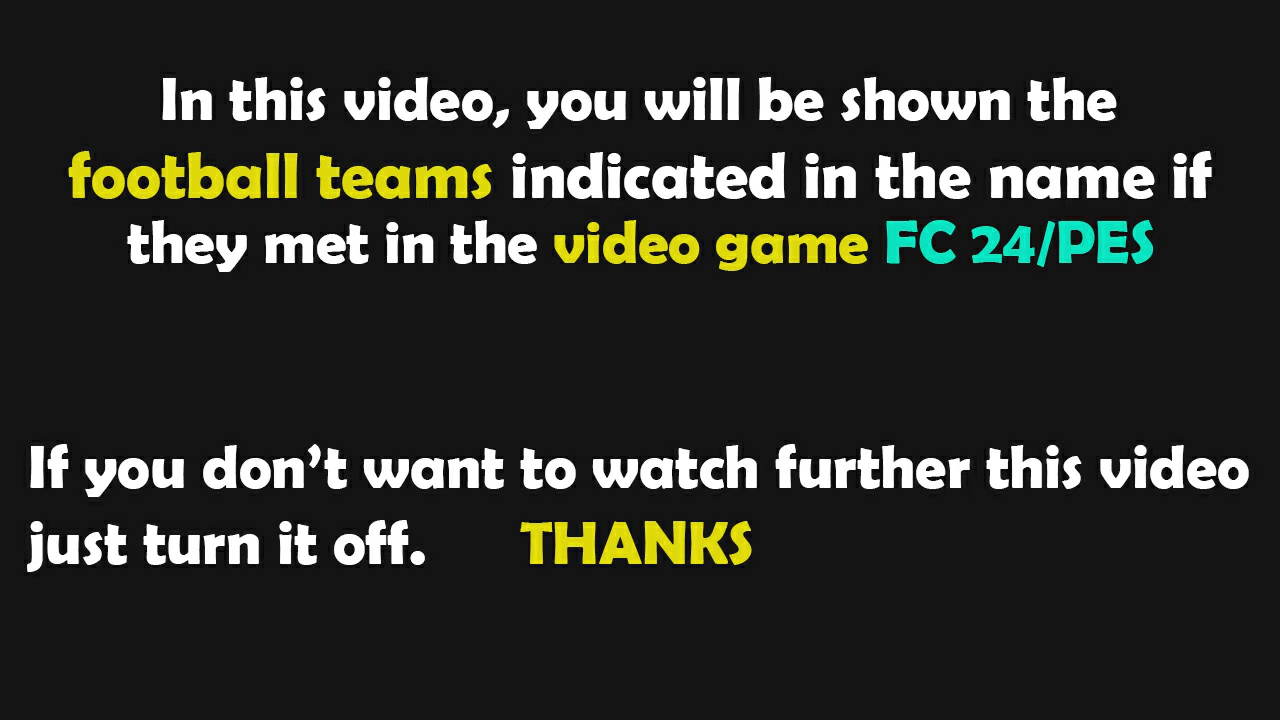 In this video, you will be shown the
football teams indicated in the name if
they met in the video game FC 24/PES
If you don’t want to watch further this video
just turn it off. THANKS